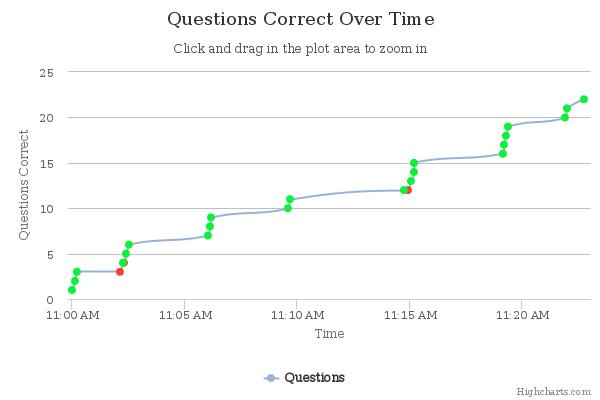 Questions Correct Over Time
Click and drag in the plot area to zoom in
Questions Correct
25
20
15
10
5
0
11:00 AM 11:05 AM 11:10 AM 11:15 AM 11:20 AM
Time
Questions
Highcharts.com